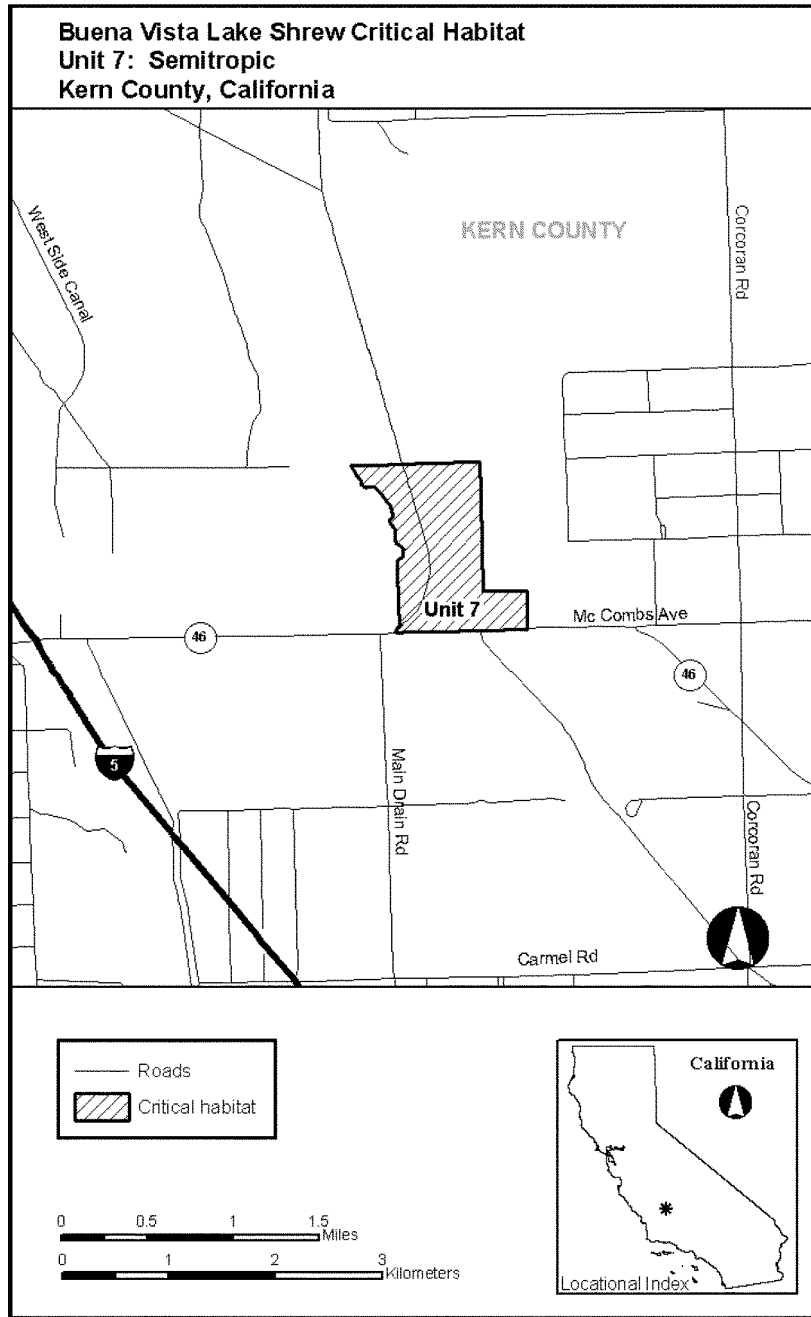 Buena Vista Lake Shrew Critical Habitat
Unit 7: Semitropic
Kern County, California
West Side Canal
KERN COUNTY
Corcoran Rd
Unit 7
Mc Combs Ave
46
46
5
Main Drain Rd
Corcoran Rd
Carmel Rd
Roads
Critical habitat
California
0 0.5 1 1.5
Miles
0 1 2 3
Kilometers
Locational Index